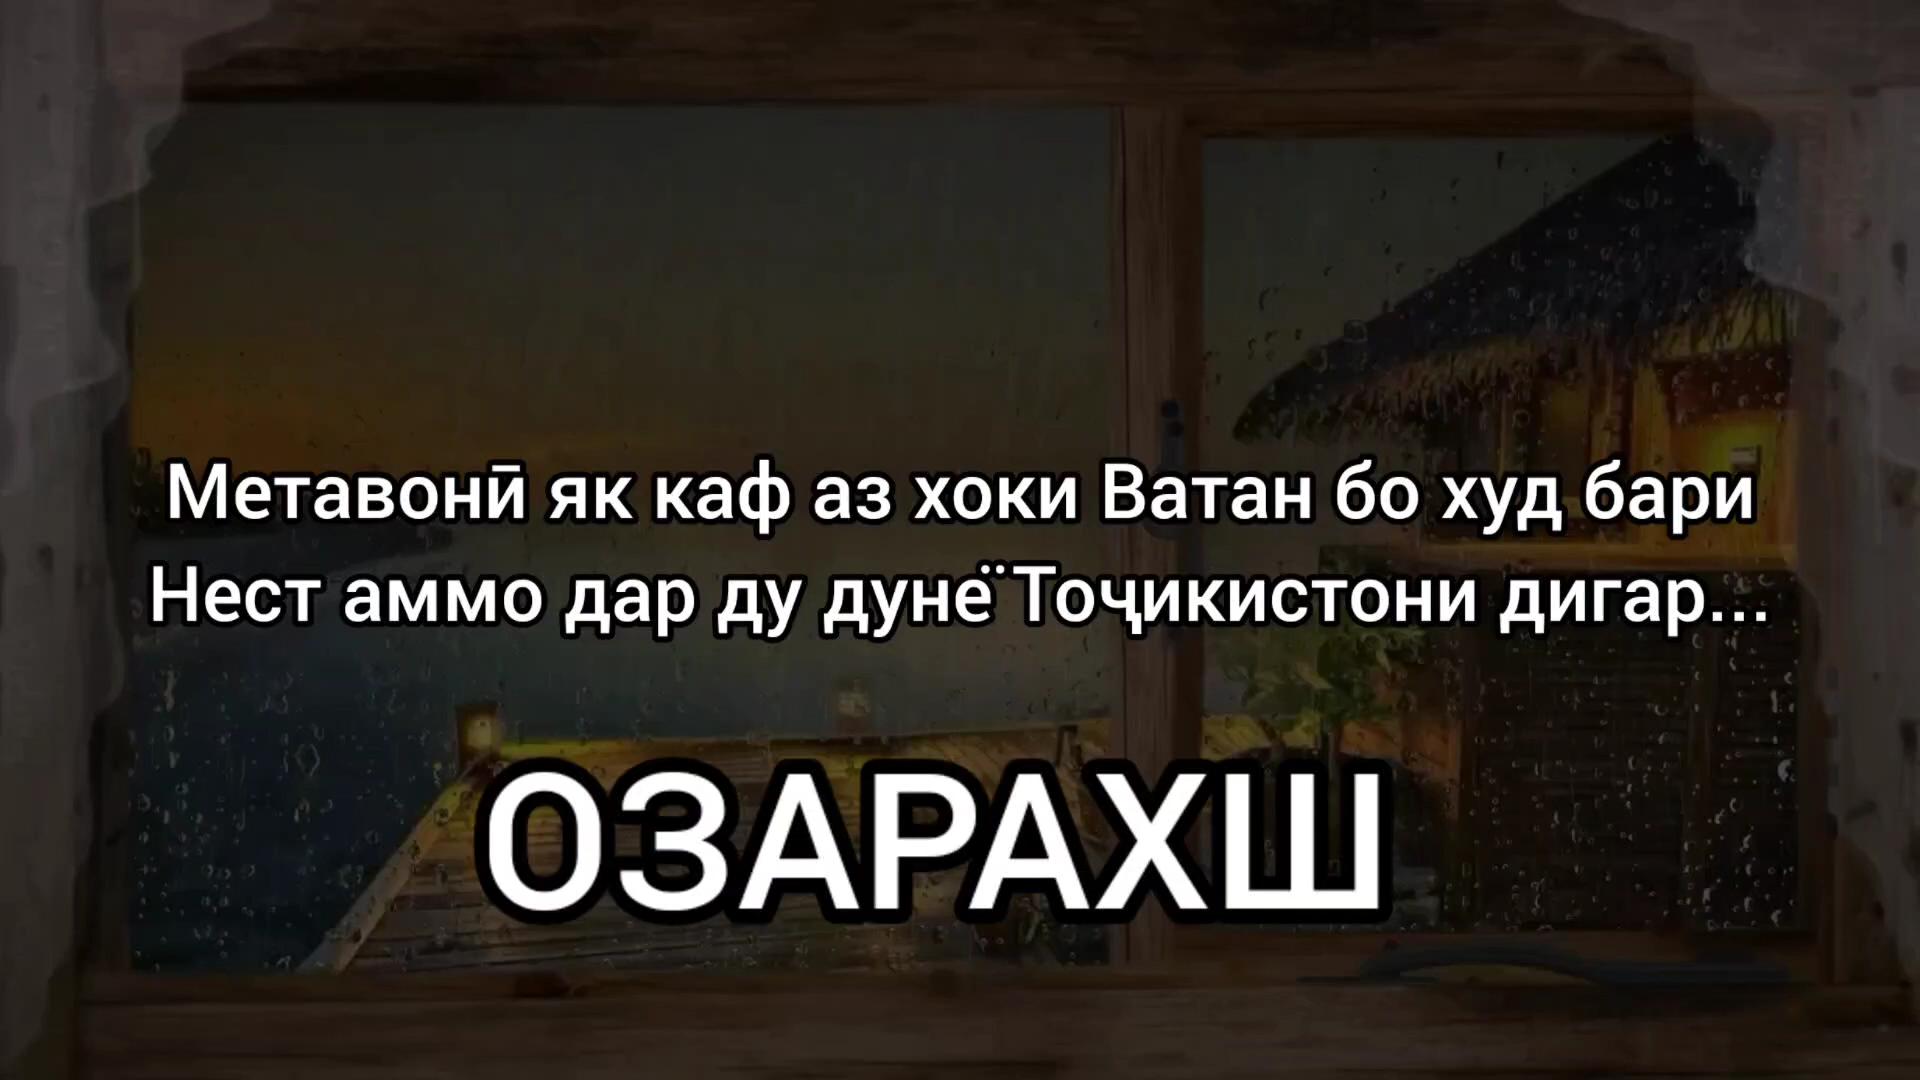 Метавонӣ як каф аз хоки Ватан бо худ бари
Нест аммо дар ду дунё Тоҷикистони дигар...
ОЗАРАХШ